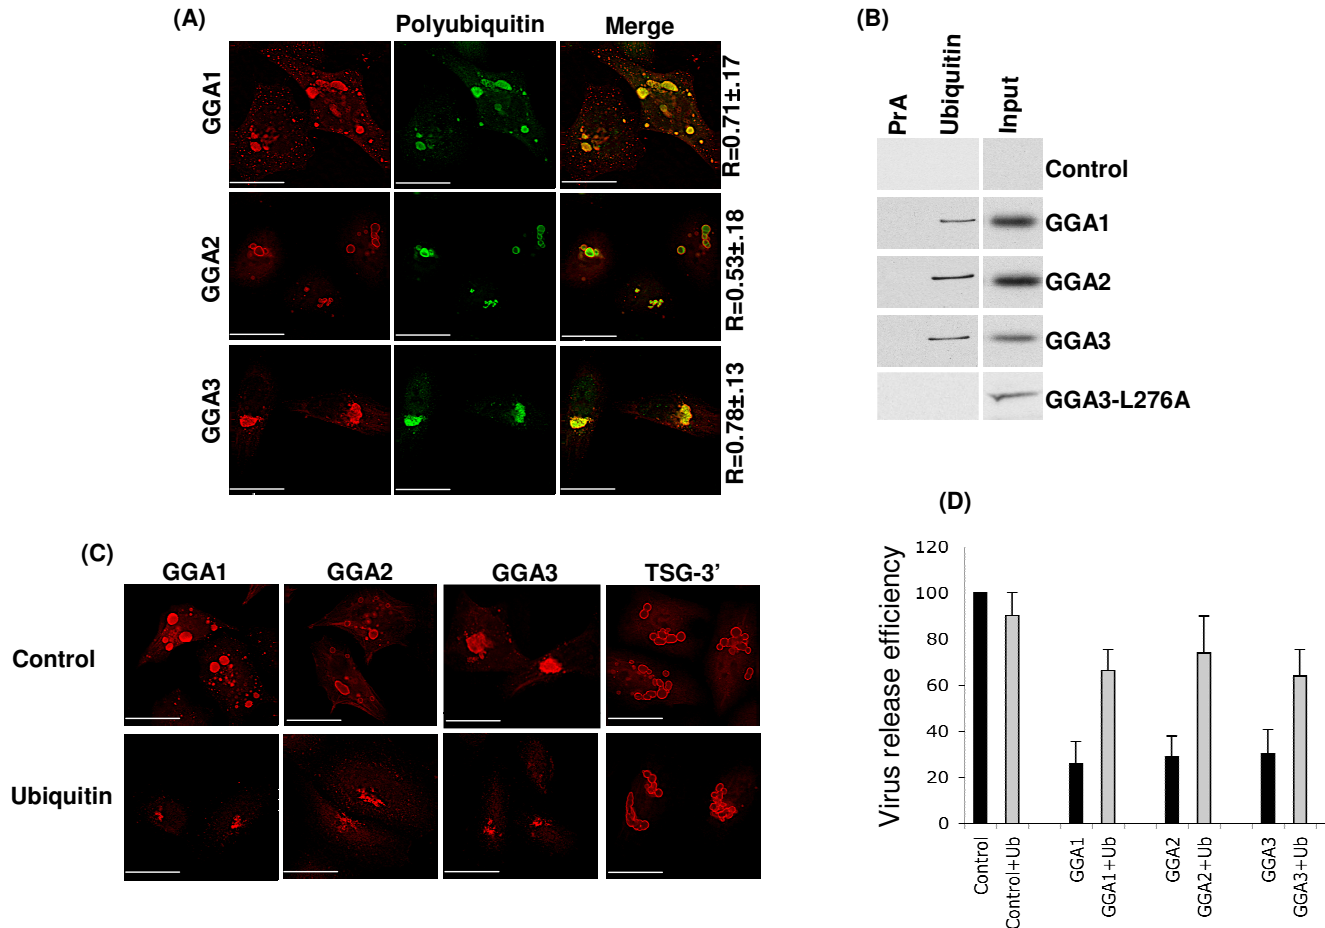 (A)
Polyubiquitin Merge
GGA1
R=0.71±.17
GGA2
R=0.53±.18
GGA3
R=0.78±.13
(B)
PrA
Ubiquitin
Input
Control
GGA1
GGA2
GGA3
GGA3-L276A
(C)
GGA1 GGA2 GGA3 TSG-3’
Control
Ubiquitin
(D)
Virus release efficiency
120
100
80
60
40
20
0
Control
Control+Ub
GGA1
GGA1+Ub
GGA2
GGA2+Ub
GGA3
GGA3+Ub